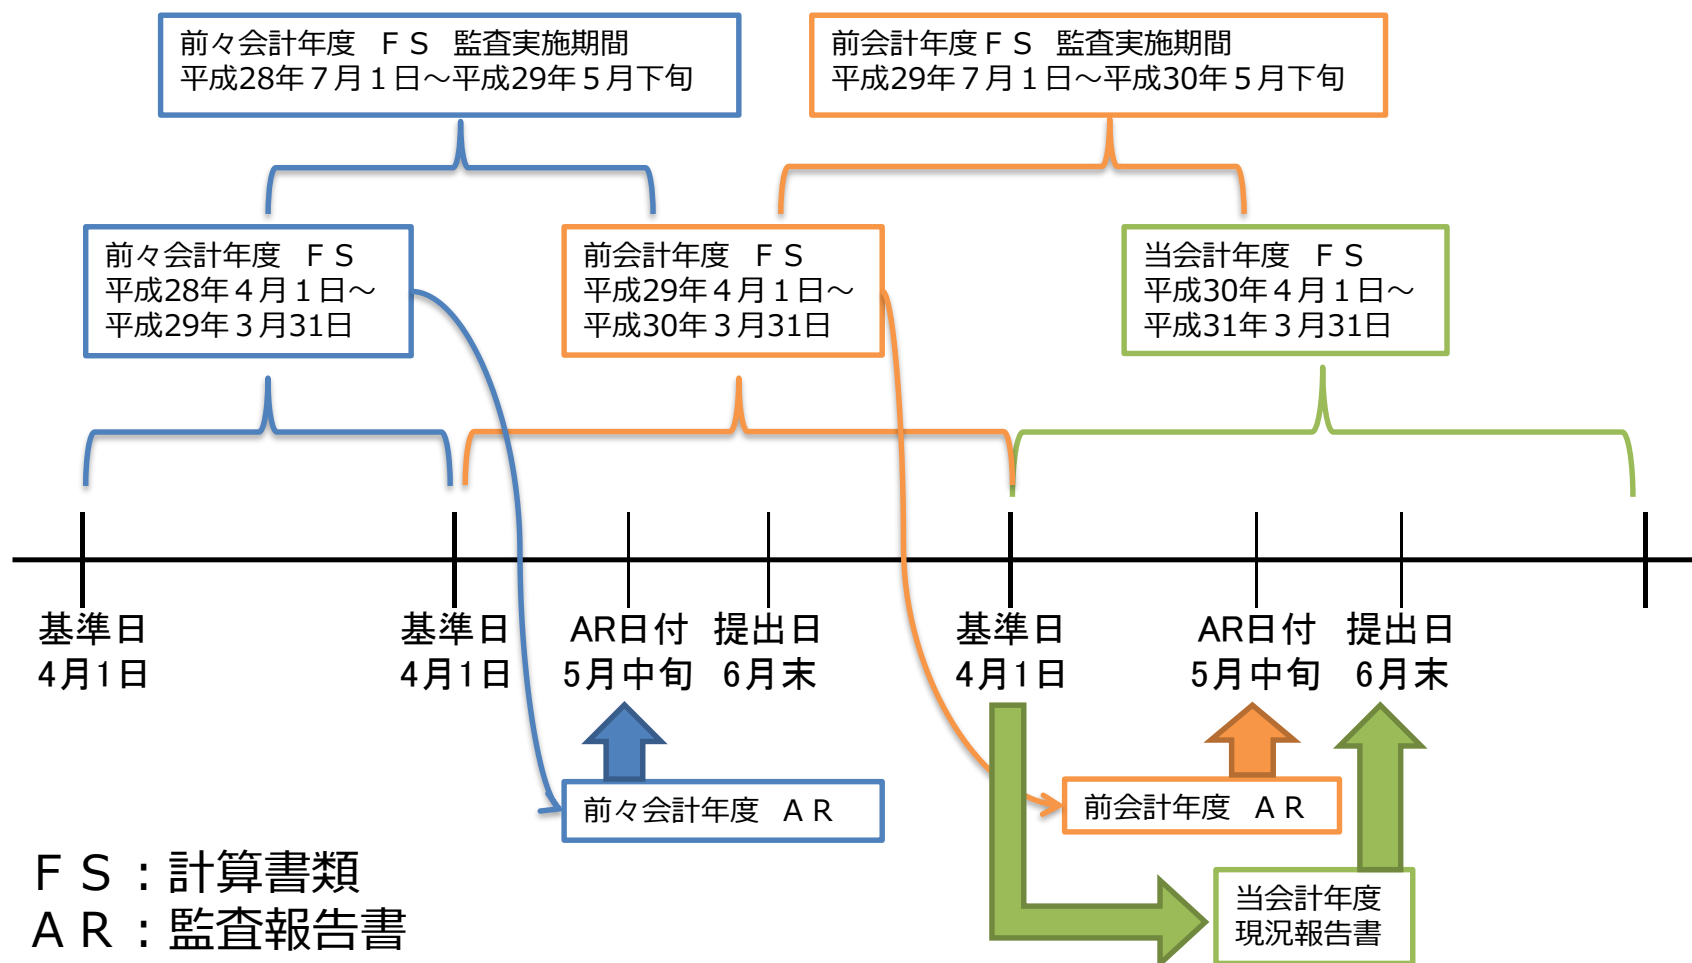 前々会計年度　ＦＳ　監査実施期間
平成28年７月１日～平成29年５月下旬
前会計年度ＦＳ　監査実施期間
平成29年７月１日～平成30年５月下旬
前々会計年度　ＦＳ
平成28年４月１日～
平成29年３月31日
前会計年度　ＦＳ
平成29年４月１日～
平成30年３月31日
当会計年度　ＦＳ
平成30年４月１日～
平成31年３月31日
基準日
4月1日
基準日
4月1日
AR日付
5月中旬
提出日
6月末
基準日
4月1日
AR日付
5月中旬
提出日
6月末
前々会計年度　ＡＲ
前会計年度　ＡＲ
当会計年度
現況報告書
ＦＳ：計算書類
ＡＲ：監査報告書